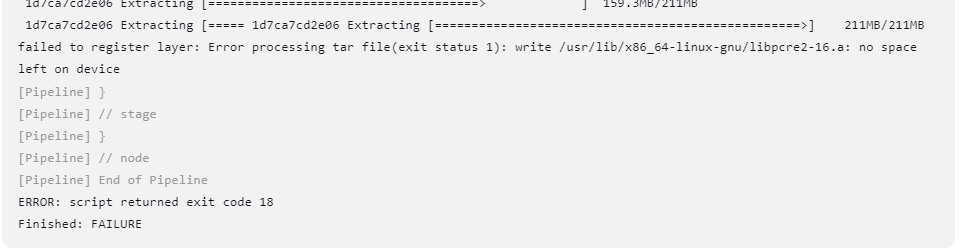 1d7ca7cd2e06 Extracting [=====================================>             ]  159.3MB/211MB
1d7ca7cd2e06 Extracting [===== 1d7ca7cd2e06 Extracting [==================================================>]    211MB/211MB
failed to register layer: Error processing tar file(exit status 1): write /usr/lib/x86_64-linux-gnu/libpcre2-16.a: no space
left on device
[Pipeline] }
[Pipeline] // stage
[Pipeline] }
[Pipeline] // node
[Pipeline] End of Pipeline
ERROR: script returned exit code 18
Finished: FAILURE